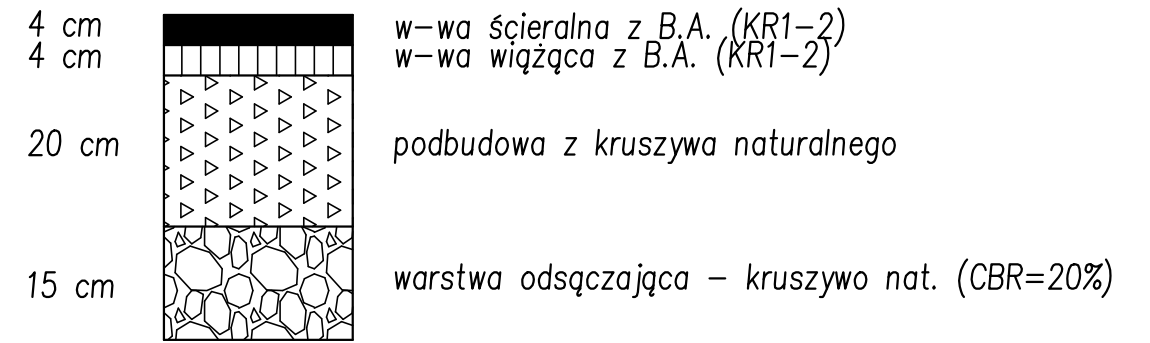 4 cm w-wa ścieralna z B.A. (KR1-2)
4 cm w-wa wiążąca z B.A. (KR1-2)
20 cm podbudowa z kruszywa naturalnego
15 cm warstwa odsączająca - kruszywo nat. (CBR=20%)